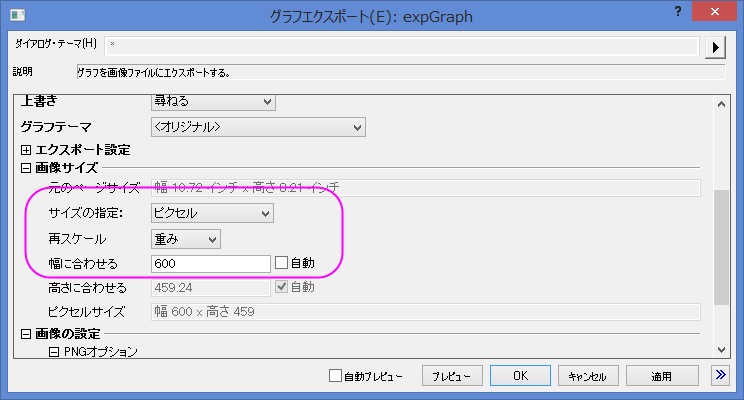 グラフエクスポート(E): expGraph
? ×
ダイアログ・テーマ(H) *
説明 グラフを画像ファイルにエクスポートする。
上書き 尋ねる
グラフテーマ <オリジナル>
エクスポート設定
画像サイズ
元のページサイズ 幅 10.72 インチ x 高さ 8.21 インチ
サイズの指定: ピクセル
再スケール 重み
幅に合わせる 600 自動
高さに合わせる 459.24 自動
ピクセルサイズ 幅 600 x 高さ 459
画像の設定
PNGオプション
自動プレビュー プレビュー OK キャンセル 適用